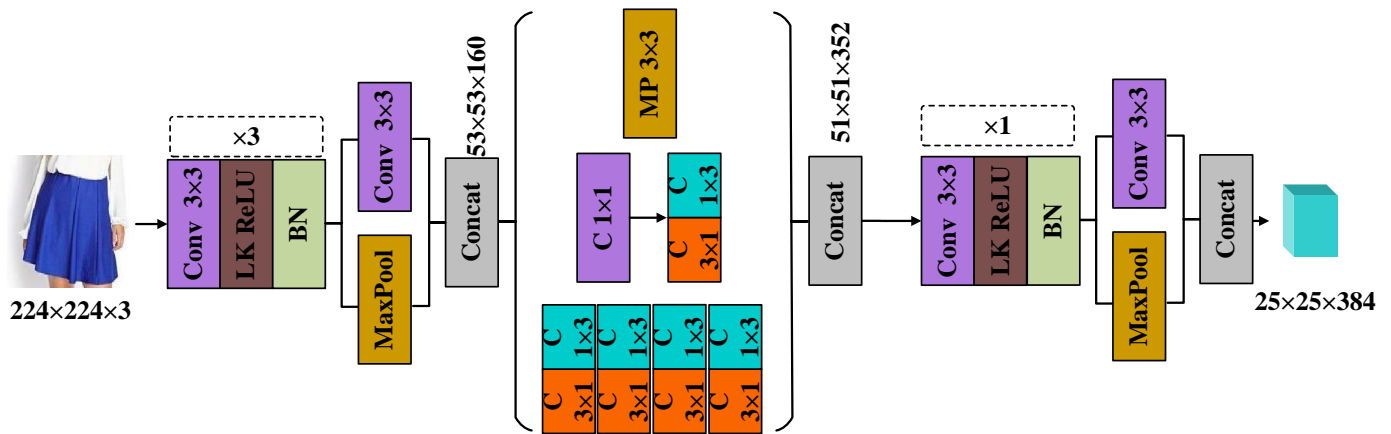 224×224×3
×3
Conv 3×3
LK ReLU
BN
Conv 3×3
MaxPool
Concat
53×53×160
MP 3×3
C 1×1
C 1×3
C 3×1
C 1×3
C 1×3
C 1×3
C 1×3
C 3×1
C 3×1
C 3×1
C 3×1
Concat
51×51×352
×1
Conv 3×3
LK ReLU
BN
Conv 3×3
MaxPool
Concat
25×25×384